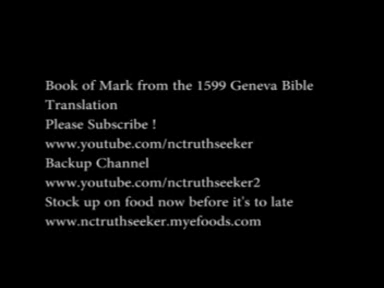 Book of Mark from the 1599 Geneva Bible
Translation
Please Subscribe !
www.youtube.com/nctruthseeker
Backup Channel
www.youtube.com/nctruthseeker2
Stock up on food now before it's to late
www.nctruthseeker.myefoods.com